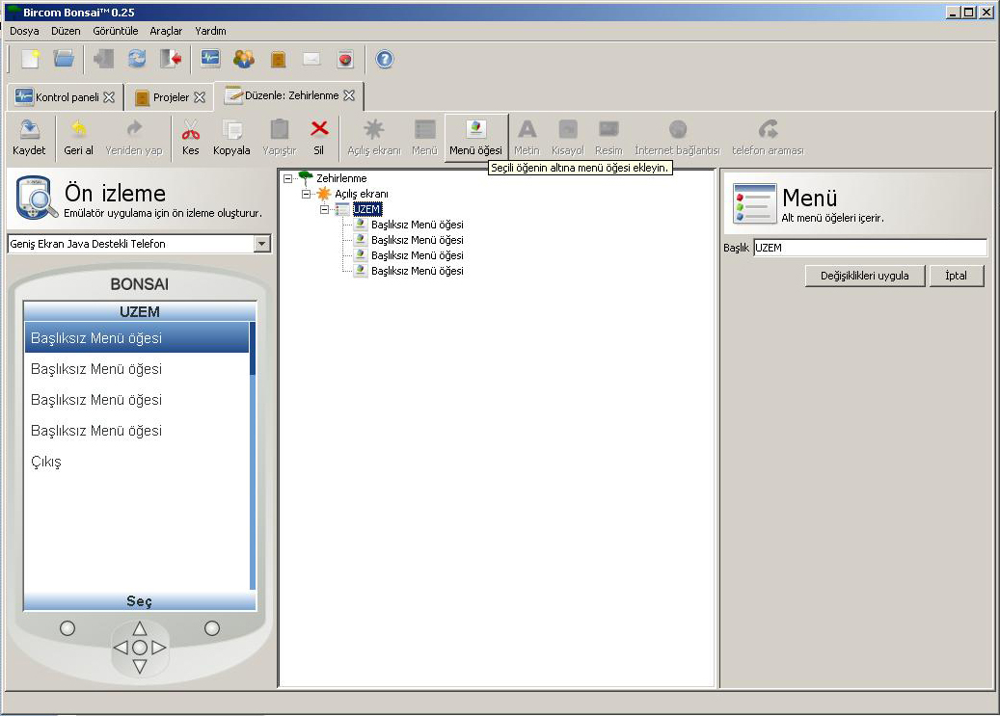 Bircom Bonsai™ 0.25
Dosya Düzen Görüntüle Araçlar Yardım
Kontrol paneli Projeler Düzenle: Zehirlenme
Kaydet Geri al Yeniden yap Kes Kopyala Yapıştır Sil Açılış ekranı Menü Menü öğesi Metin Kısayol Resim İnternet bağlantısı telefon araması
Seçili öğenin altına menü öğesi ekleyin.
Ön izleme
Emülatör uygulama için ön izleme oluşturur.
Geniş Ekran Java Destekli Telefon
BONSAI
UZEM
Başlıksız Menü öğesi
Başlıksız Menü öğesi
Başlıksız Menü öğesi
Başlıksız Menü öğesi
Çıkış
Seç
Zehirlenme
Açılış ekranı
UZEM
Başlıksız Menü öğesi
Başlıksız Menü öğesi
Başlıksız Menü öğesi
Başlıksız Menü öğesi
Menü
Alt menü öğeleri içerir.
Başlık UZEM
Değişiklikleri uygula İptal